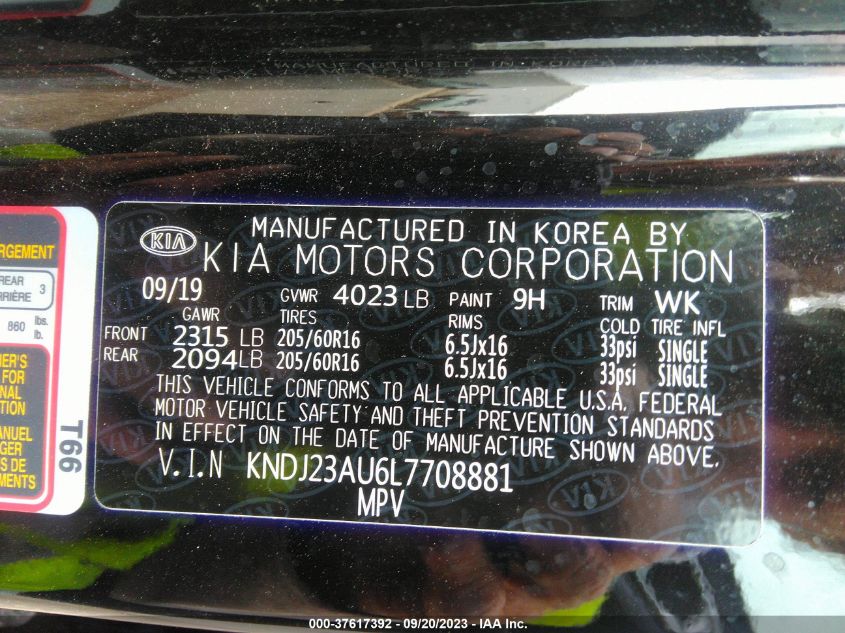 MANUFACTURED IN KOREA BY
KIA KIA MOTORS CORPORATION
09/19 GVWR 4023 LB PAINT 9H TRIM WK
GAWR TIRES RIMS COLD TIRE INFL
FRONT 2315 LB 205/60R16 6.5Jx16 33psi SINGLE
REAR 2094LB 205/60R16 6.5Jx16 33psi SINGLE
THIS VEHICLE CONFORMS TO ALL APPLICABLE U.S.A. FEDERAL
MOTOR VEHICLE SAFETY AND THEFT PREVENTION STANDARDS
IN EFFECT ON THE DATE OF MANUFACTURE SHOWN ABOVE.
V.I.N KNDJ23AU6L7708881
MPV
REAR 3
860 lbs.
lb.
FOR
T66
000-37617392 - 09/20/2023 - IAA Inc.